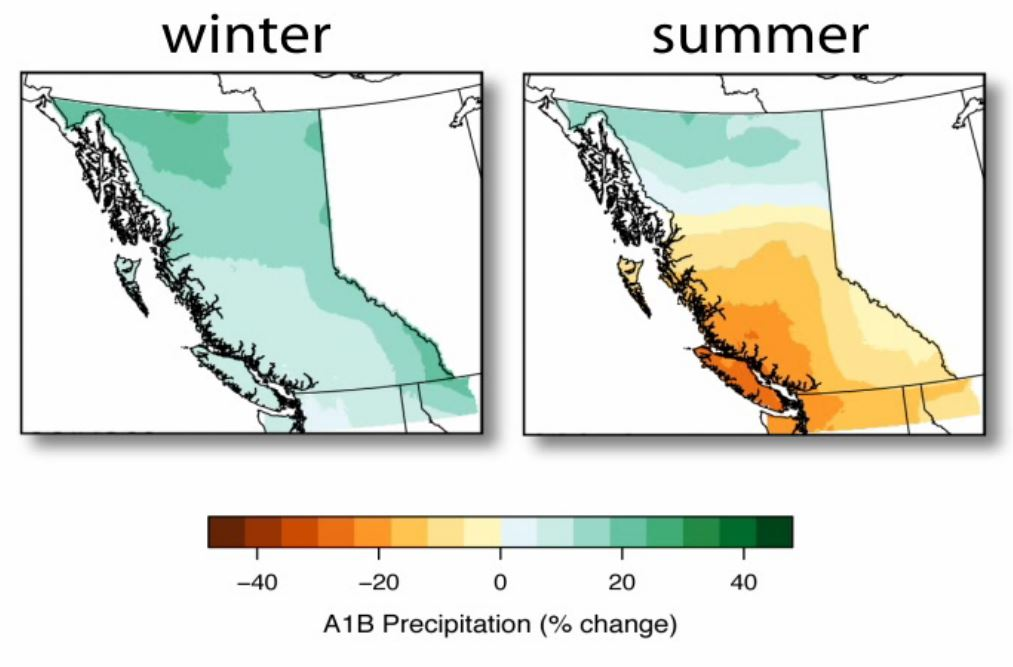 winter
summer
−40 −20 0 20 40
A1B Precipitation (% change)